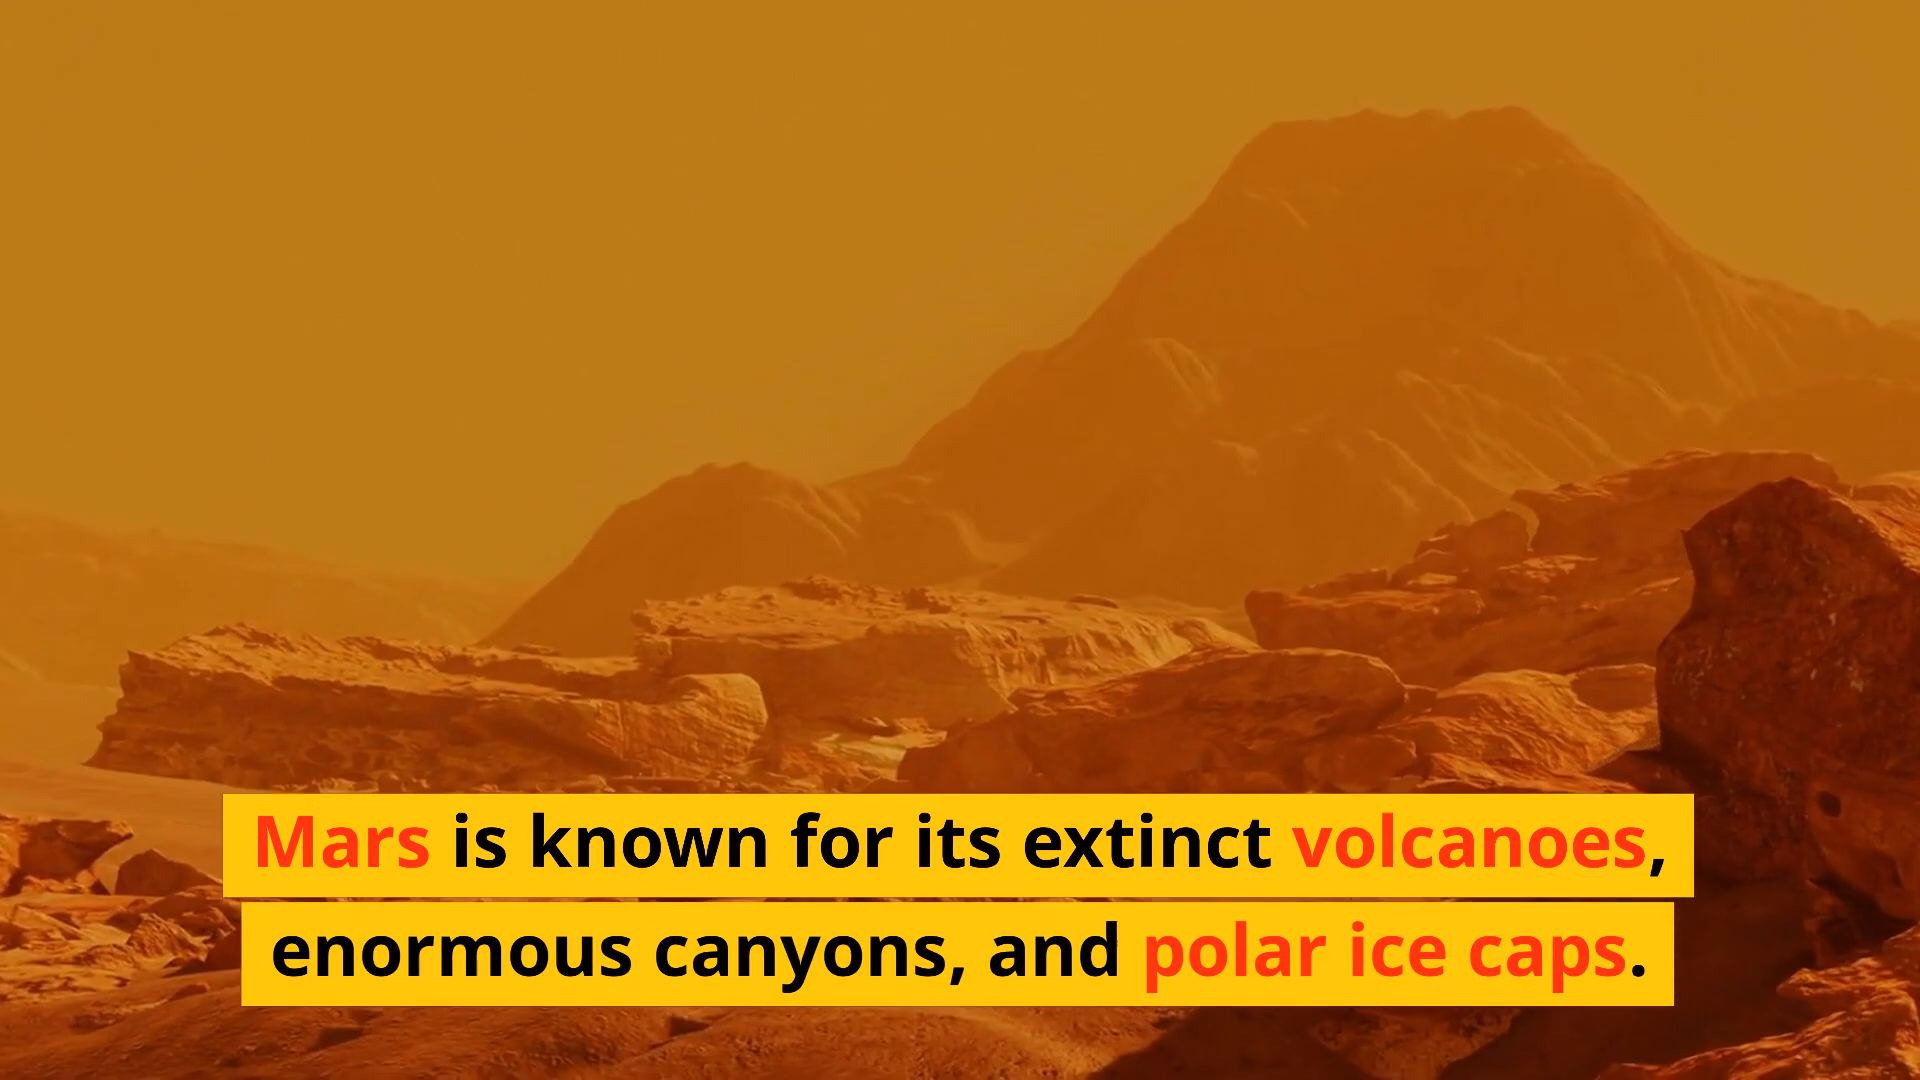 Mars is known for its extinct volcanoes,
enormous canyons, and polar ice caps.